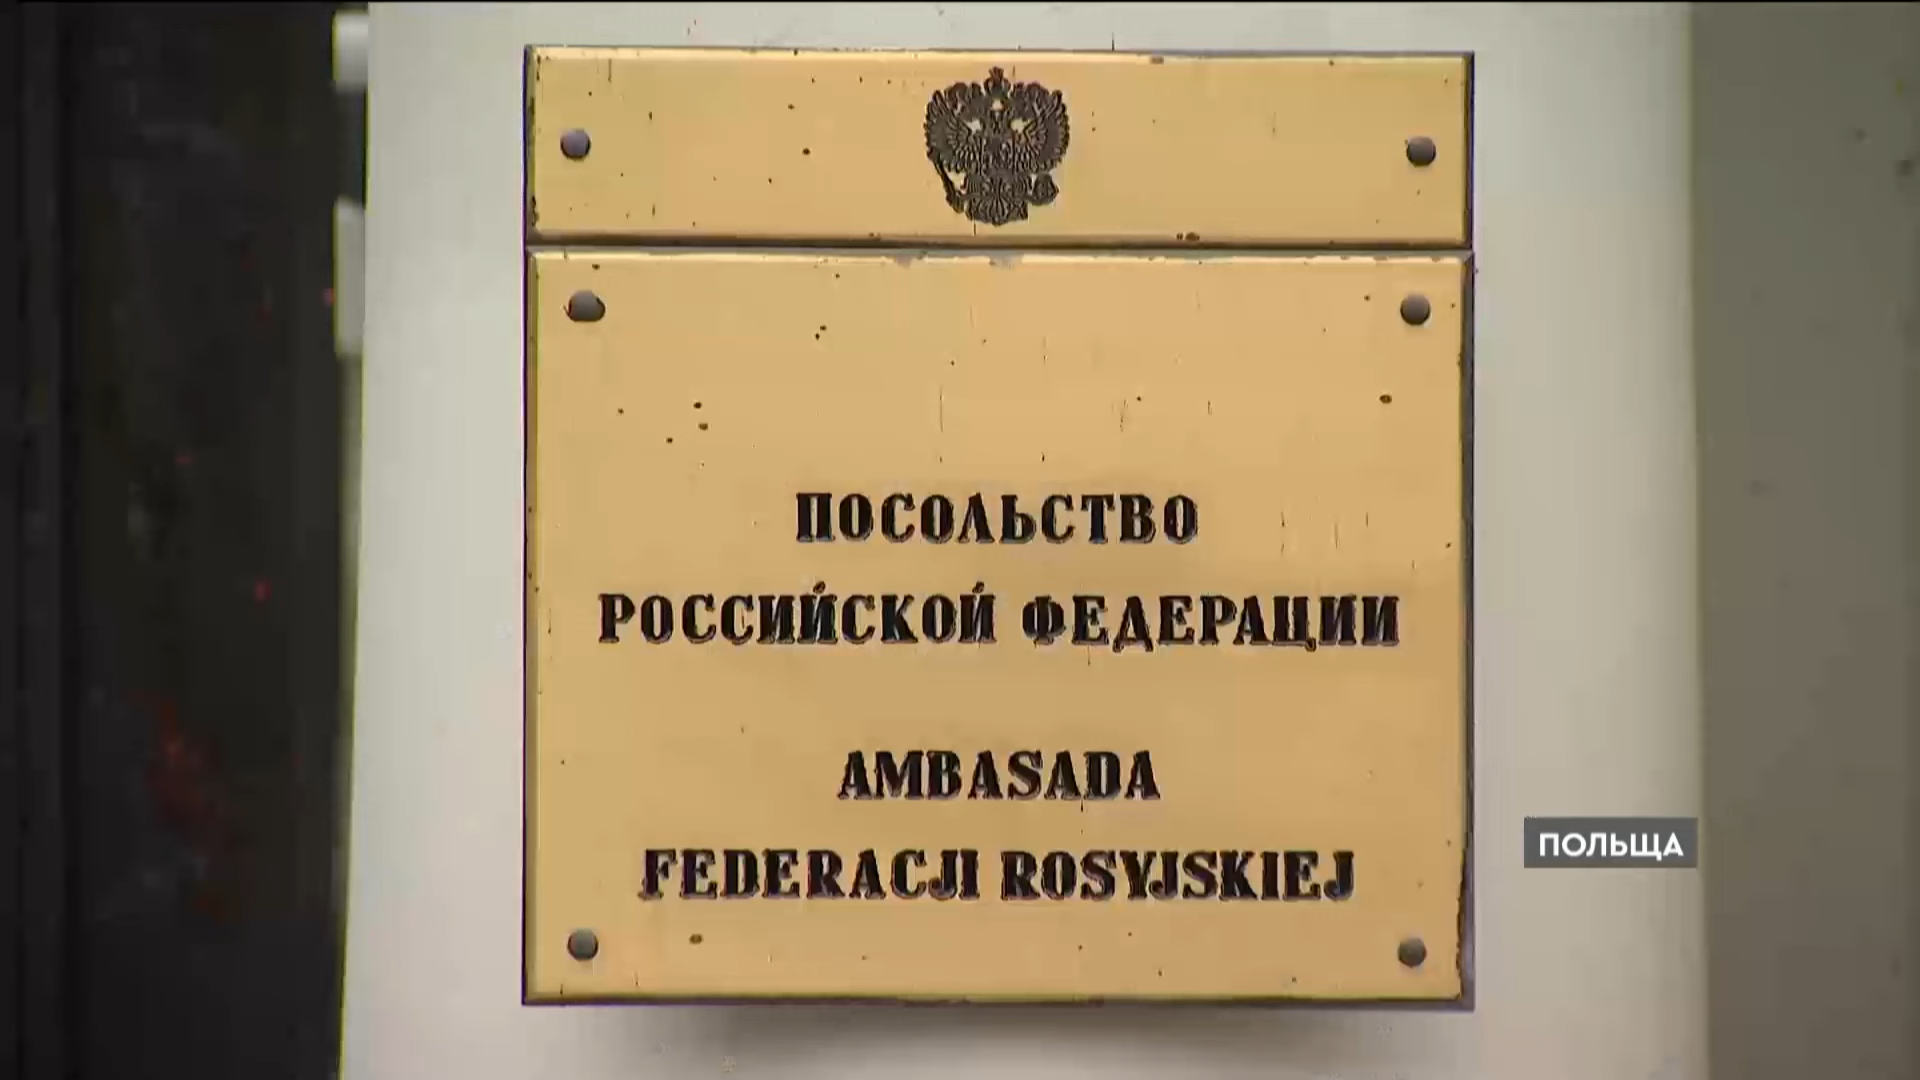 ПОСОЛЬСТВО
РОССИЙСКОЙ ФЕДЕРАЦИИ
AMBASADA
FEDERACJI ROSYJSKIEJ
ПОЛЬЩА